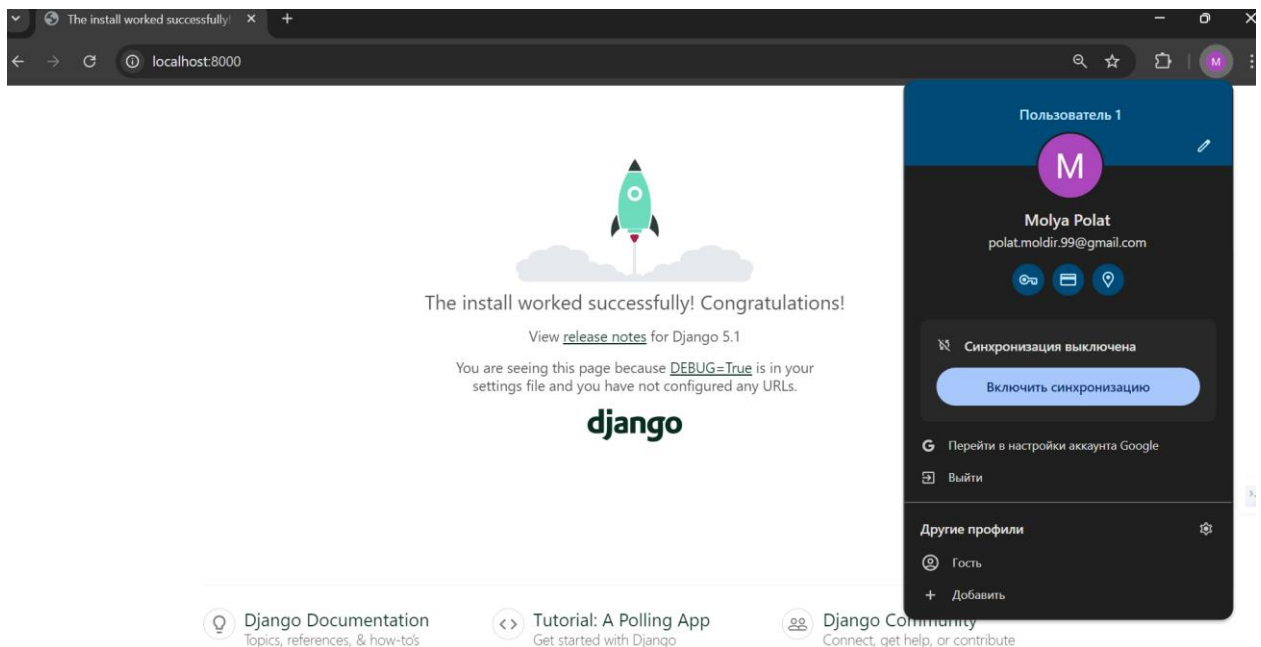 The install worked successfully!
localhost:8000
M
Пользователь 1
M
Molya Polat
polat.moldir.99@gmail.com
Синхронизация выключена
Включить синхронизацию
G Перейти в настройки аккаунта Google
Выйти
Другие профили
Гость
+ Добавить
The install worked successfully! Congratulations!
View release notes for Django 5.1
You are seeing this page because DEBUG=True is in your
settings file and you have not configured any URLs.
django
Django Documentation
Topics, references, & how-to's
Tutorial: A Polling App
Get started with Django
Django Community
Connect, get help, or contribute